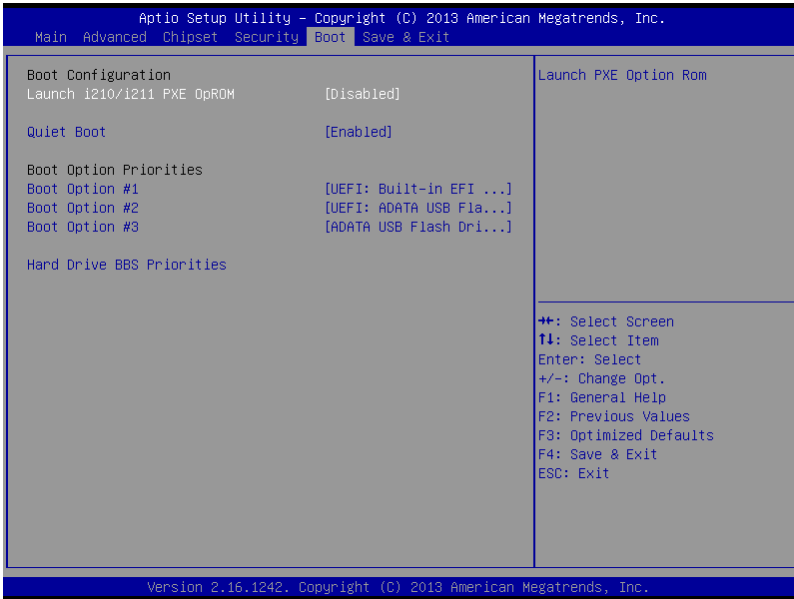 Aptio Setup Utility – Copyright (C) 2013 American Megatrends, Inc.
Main Advanced Chipset Security Boot Save & Exit
Boot Configuration
Launch i210/i211 PXE OpROM [Disabled]
Quiet Boot [Enabled]
Boot Option Priorities
Boot Option #1 [UEFI: Built-in EFI ...]
Boot Option #2 [UEFI: ADATA USB Fla...]
Boot Option #3 [ADATA USB Flash Dri...]
Hard Drive BBS Priorities
Launch PXE Option Rom
→←: Select Screen
↑↓: Select Item
Enter: Select
+/-: Change Opt.
F1: General Help
F2: Previous Values
F3: Optimized Defaults
F4: Save & Exit
ESC: Exit
Version 2.16.1242. Copyright (C) 2013 American Megatrends, Inc.